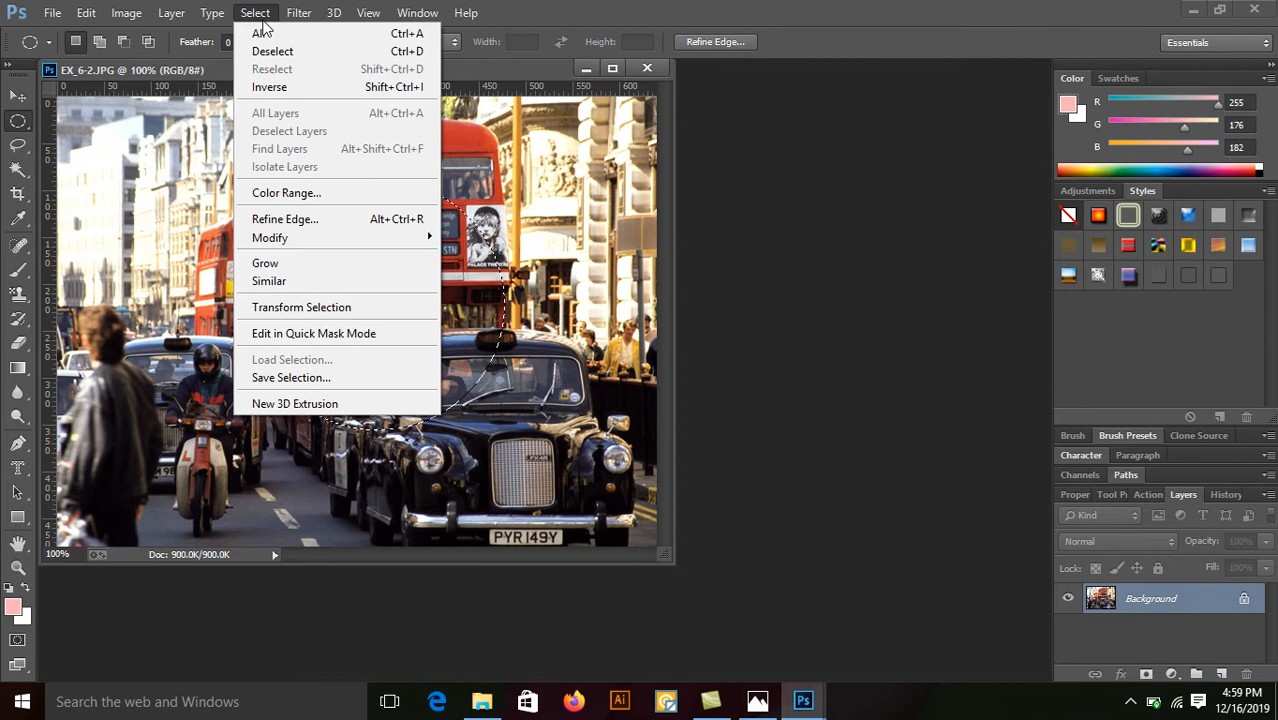 Ps File Edit Image Layer Type Select Filter 3D View Window Help
Feather: 0 Width: Height: Refine Edge... Essentials
EX_6-2.JPG @ 100% (RGB/8#)
0 50 100 150 450 500 550 600
All Ctrl+A
Deselect Ctrl+D
Reselect Shift+Ctrl+D
Inverse Shift+Ctrl+I
All Layers Alt+Ctrl+A
Deselect Layers
Find Layers Alt+Shift+Ctrl+F
Isolate Layers
Color Range...
Refine Edge... Alt+Ctrl+R
Modify
Grow
Similar
Transform Selection
Edit in Quick Mask Mode
Load Selection...
Save Selection...
New 3D Extrusion
PYR 149Y
100% Doc: 900.0K/900.0K
Color Swatches
R 255
G 176
B 182
Adjustments Styles
Brush Brush Presets Clone Source
Character Paragraph
Channels Paths
Proper Tool Pr Action Layers History
Kind
Normal Opacity: 100%
Lock: Fill: 100%
Background
Search the web and Windows
Ai
Ps
4:59 PM
12/16/2019